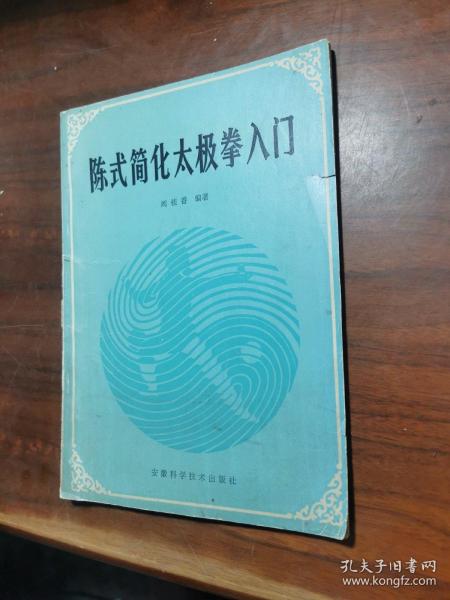 陈式简化太极拳入门
阚桂香 编著
安徽科学技术出版社
孔夫子旧书网
www.kongfz.com